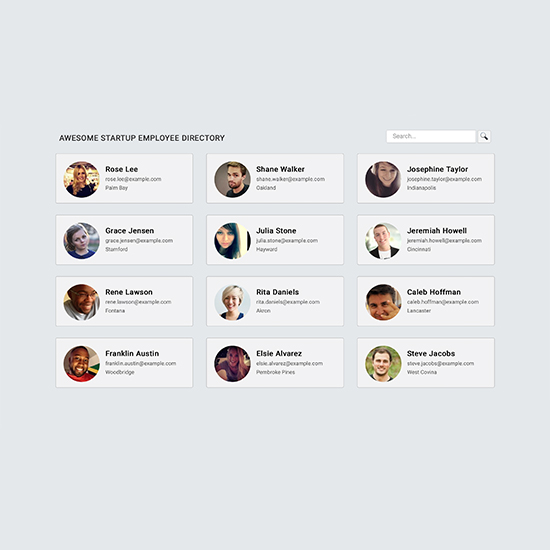 AWESOME STARTUP EMPLOYEE DIRECTORY
Search...
Rose Lee
rose.lee@example.com
Palm Bay
Shane Walker
shane.walker@example.com
Oakland
Josephine Taylor
josephine.taylor@example.com
Indianapolis
Grace Jensen
grace.jensen@example.com
Stamford
Julia Stone
julia.stone@example.com
Hayward
Jeremiah Howell
jeremiah.howell@example.com
Cincinnati
Rene Lawson
rene.lawson@example.com
Fontana
Rita Daniels
rita.daniels@example.com
Akron
Caleb Hoffman
caleb.hoffman@example.com
Lancaster
Franklin Austin
franklin.austin@example.com
Woodbridge
Elsie Alvarez
elsie.alvarez@example.com
Pembroke Pines
Steve Jacobs
steve.jacobs@example.com
West Covina